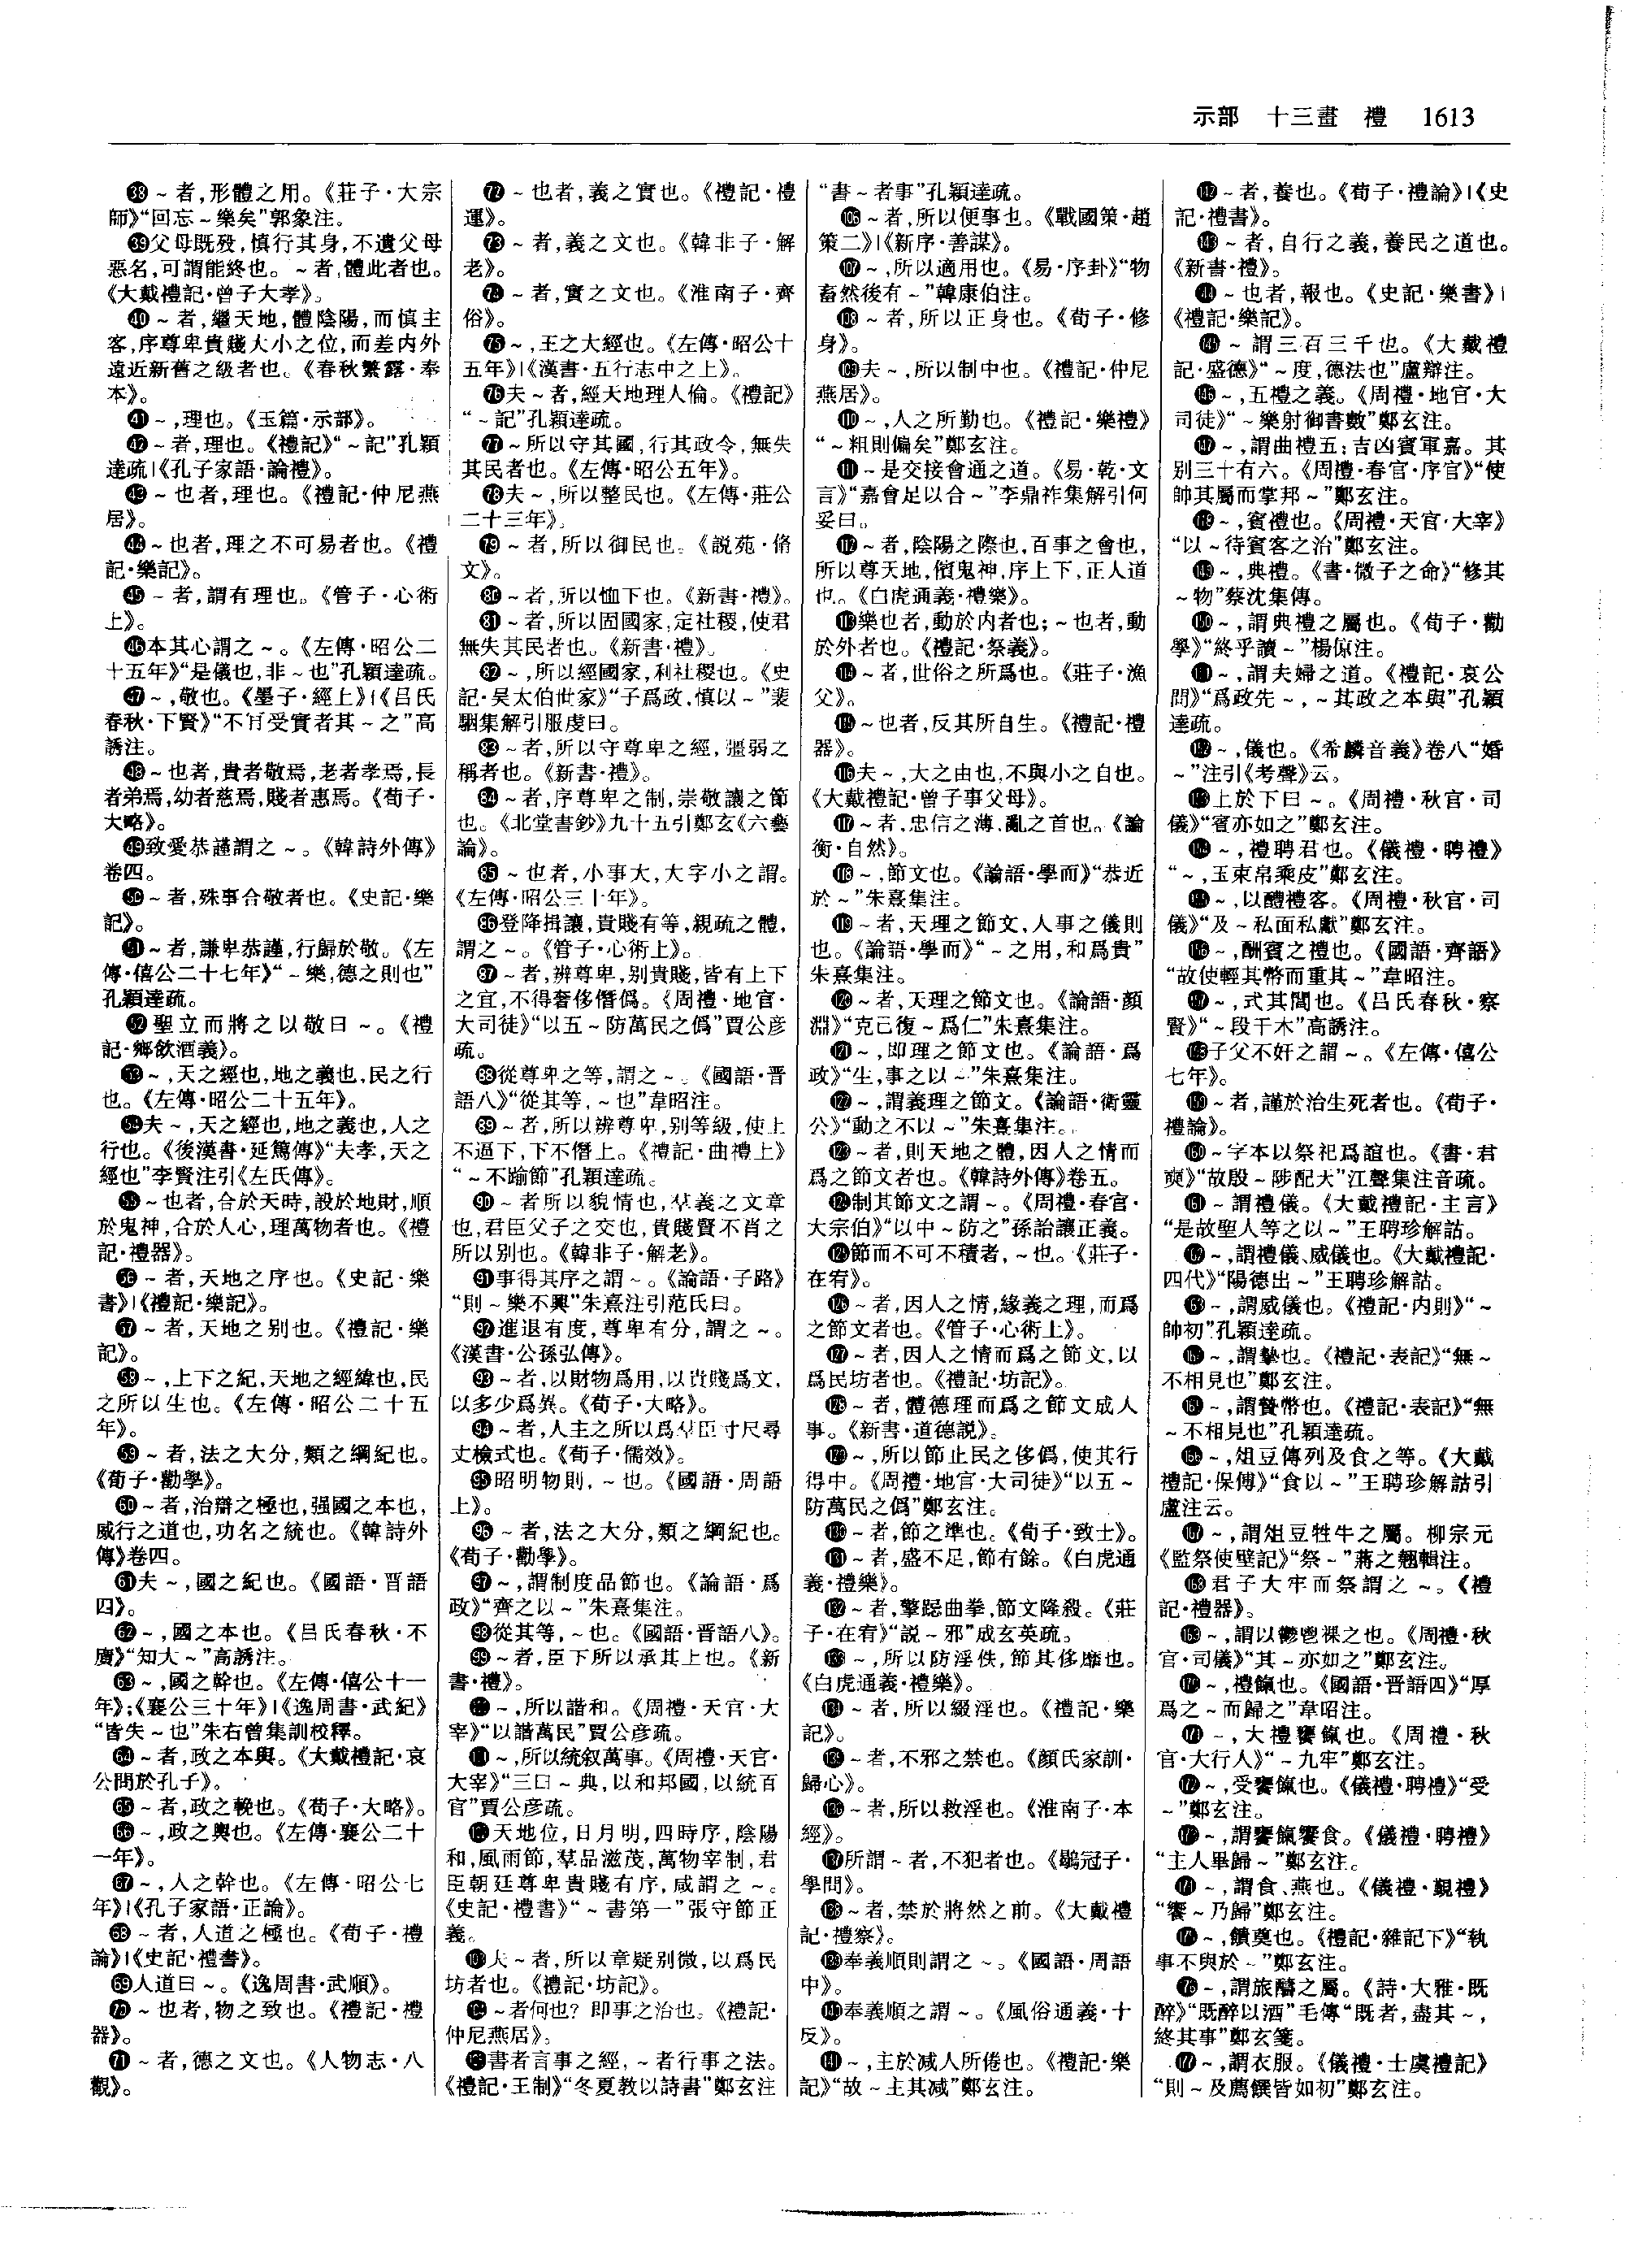 示部　十三畫　禮　1613
㊳～者,形體之用。《莊子·大宗
師》“回忘～樂矣”郭象注。
㊴父母既歿,慎行其身,不遺父母
惡名,可謂能終也。～者,體此者也。
《大戴禮記·曾子大孝》。
㊵～者,繼天地,體陰陽,而慎主
客,序尊卑貴賤大小之位,而差内外
遠近新舊之級者也。《春秋繁露·奉
本》。
㊶～,理也。《玉篇·示部》。
㊷～者,理也。《禮記》“～記”孔穎
達疏|《孔子家語·論禮》。
㊸～也者,理也。《禮記·仲尼燕
居》。
㊹～也者,理之不可易者也。《禮
記·樂記》。
㊺～者,謂有理也。《管子·心術
上》。
㊻本其心謂之～。《左傳·昭公二
十五年》“是儀也,非～也”孔穎達疏。
㊼～,敬也。《墨子·經上》|《吕氏
春秋·下賢》“不肯受實者其～之”高
誘注。
㊽～也者,貴者敬焉,老者孝焉,長
者弟焉,幼者慈焉,賤者惠焉。《荀子·
大略》。
㊾致愛恭謹謂之～。《韓詩外傳》
卷四。
㊿～者,殊事合敬者也。《史記·樂
記》。
51～者,謙卑恭謹,行歸於敬。《左
傳·僖公二十七年》“～樂,德之則也”
孔穎達疏。
52聖立而將之以敬曰～。《禮
記·鄉飲酒義》。
53～,天之經也,地之義也,民之行
也。《左傳·昭公二十五年》。
54夫～,天之經也,地之義也,人之
行也。《後漢書·延篤傳》“夫孝,天之
經也”李賢注引《左氏傳》。
55～也者,合於天時,設於地財,順
於鬼神,合於人心,理萬物者也。《禮
記·禮器》。
56～者,天地之序也。《史記·樂
書》|《禮記·樂記》。
57～者,天地之别也。《禮記·樂
記》。
58～,上下之紀,天地之經緯也,民
之所以生也。《左傳·昭公二十五
年》。
59～者,法之大分,類之綱紀也。
《荀子·勸學》。
60～者,治辯之極也,强國之本也,
威行之道也,功名之統也。《韓詩外
傳》卷四。
61夫～,國之紀也。《國語·晋語
四》。
62～,國之本也。《吕氏春秋·不
廣》“知大～”高誘注。
63～,國之幹也。《左傳·僖公十一
年》;《襄公三十年》|《逸周書·武紀》
“皆失～也”朱右曾集訓校釋。
64～者,政之本與。《大戴禮記·哀
公問於孔子》。
65～者,政之輓也。《荀子·大略》。
66～,政之輿也。《左傳·襄公二十
一年》。
67～,人之幹也。《左傳·昭公七
年》|《孔子家語·正論》。
68～者,人道之極也。《荀子·禮
論》|《史記·禮書》。
69人道曰～。《逸周書·武順》。
70～也者,物之致也。《禮記·禮
器》。
71～者,德之文也。《人物志·八
觀》。
72～也者,義之實也。《禮記·禮
運》。
73～者,義之文也。《韓非子·解
老》。
74～者,實之文也。《淮南子·齊
俗》。
75～,王之大經也。《左傳·昭公十
五年》|《漢書·五行志中之上》。
76夫～者,經天地理人倫。《禮記》
“～記”孔穎達疏。
77～所以守其國,行其政令,無失
其民者也。《左傳·昭公五年》。
78夫～,所以整民也。《左傳·莊公
二十三年》。
79～者,所以御民也。《説苑·脩
文》。
80～者,所以恤下也。《新書·禮》。
81～者,所以固國家,定社稷,使君
無失其民者也。《新書·禮》。
82～,所以經國家,利社稷也。《史
記·吴太伯世家》“子爲政,慎以～”裴
駰集解引服虔曰。
83～者,所以守尊卑之經,彊弱之
稱者也。《新書·禮》。
84～者,序尊卑之制,崇敬讓之節
也。《北堂書鈔》九十五引鄭玄《六藝
論》。
85～也者,小事大,大字小之謂。
《左傳·昭公三十年》。
86登降揖讓,貴賤有等,親疏之體,
謂之～。《管子·心術上》。
87～者,辨尊卑,别貴賤,皆有上下
之宜,不得奢侈僭僞。《周禮·地官·
大司徒》“以五～防萬民之僞”賈公彦
疏。
88從尊卑之等,謂之～。《國語·晋
語八》“從其等,～也”韋昭注。
89～者,所以辨尊卑,别等級,使上
不逼下,下不僭上。《禮記·曲禮上》
“～不踰節”孔穎達疏。
90～者所以貌情也,羣義之文章
也,君臣父子之交也,貴賤賢不肖之
所以别也。《韓非子·解老》。
91事得其序之謂～。《論語·子路》
“則～樂不興”朱熹注引范氏曰。
92進退有度,尊卑有分,謂之～。
《漢書·公孫弘傳》。
93～者,以財物爲用,以貴賤爲文,
以多少爲異。《荀子·大略》。
94～者,人主之所以爲羣臣寸尺尋
丈檢式也。《荀子·儒效》。
95昭明物則,～也。《國語·周語
上》。
96～者,法之大分,類之綱紀也。
《荀子·勸學》。
97～,謂制度品節也。《論語·爲
政》“齊之以～”朱熹集注。
98從其等,～也。《國語·晋語八》。
99～者,臣下所以承其上也。《新
書·禮》。
100～,所以諧和。《周禮·天官·大
宰》“以諧萬民”賈公彦疏。
101～,所以統叙萬事。《周禮·天官·
大宰》“三曰～典,以和邦國,以統百
官”賈公彦疏。
102天地位,日月明,四時序,陰陽
和,風雨節,羣品滋茂,萬物宰制,君
臣朝廷尊卑貴賤有序,咸謂之～。
《史記·禮書》“～書第一”張守節正
義。
103夫～者,所以章疑别微,以爲民
坊者也。《禮記·坊記》。
104～者何也？即事之治也。《禮記·
仲尼燕居》。
105書者言事之經,～者行事之法。
《禮記·王制》“冬夏教以詩書”鄭玄注
“書～者事”孔穎達疏。
106～者,所以便事也。《戰國策·趙
策二》|《新序·善謀》。
107～,所以適用也。《易·序卦》“物
畜然後有～”韓康伯注。
108～者,所以正身也。《荀子·修
身》。
109夫～,所以制中也。《禮記·仲尼
燕居》。
110～,人之所勤也。《禮記·樂禮》
“～粗則偏矣”鄭玄注。
111～是交接會通之道。《易·乾·文
言》“嘉會足以合～”李鼎祚集解引何
妥曰。
112～者,陰陽之際也,百事之會也,
所以尊天地,儐鬼神,序上下,正人道
也。《白虎通義·禮樂》。
113樂也者,動於内者也;～也者,動
於外者也。《禮記·祭義》。
114～者,世俗之所爲也。《莊子·漁
父》。
115～也者,反其所自生。《禮記·禮
器》。
116夫～,大之由也,不與小之自也。
《大戴禮記·曾子事父母》。
117～者,忠信之薄,亂之首也。《論
衡·自然》。
118～,節文也。《論語·學而》“恭近
於～”朱熹集注。
119～者,天理之節文,人事之儀則
也。《論語·學而》“～之用,和爲貴”
朱熹集注。
120～者,天理之節文也。《論語·顔
淵》“克己復～爲仁”朱熹集注。
121～,即理之節文也。《論語·爲
政》“生,事之以～”朱熹集注。
122～,謂義理之節文。《論語·衛靈
公》“動之不以～”朱熹集注。
123～者,則天地之體,因人之情而
爲之節文者也。《韓詩外傳》卷五。
124制其節文之謂～。《周禮·春官·
大宗伯》“以中～防之”孫詒讓正義。
125節而不可不積者,～也。《莊子·
在宥》。
126～者,因人之情,緣義之理,而爲
之節文者也。《管子·心術上》。
127～者,因人之情而爲之節文,以
爲民坊者也。《禮記·坊記》。
128～者,體德理而爲之節文成人
事。《新書·道德説》。
129～,所以節止民之侈僞,使其行
得中。《周禮·地官·大司徒》“以五～
防萬民之僞”鄭玄注。
130～者,節之準也。《荀子·致士》。
131～者,盛不足,節有餘。《白虎通
義·禮樂》。
132～者,擎跽曲拳,節文隆殺。《莊
子·在宥》“説～邪”成玄英疏。
133～,所以防淫佚,節其侈靡也。
《白虎通義·禮樂》。
134～者,所以綴淫也。《禮記·樂
記》。
135～者,不邪之禁也。《顔氏家訓·
歸心》。
136～者,所以救淫也。《淮南子·本
經》。
137所謂～者,不犯者也。《鶡冠子·
學問》。
138～者,禁於將然之前。《大戴禮
記·禮察》。
139奉義順則謂之～。《國語·周語
中》。
140奉義順之謂～。《風俗通義·十
反》。
141～,主於减人所倦也。《禮記·樂
記》“故～主其减”鄭玄注。
142～者,養也。《荀子·禮論》|《史
記·禮書》。
143～者,自行之義,養民之道也。
《新書·禮》。
144～也者,報也。《史記·樂書》|
《禮記·樂記》。
145～謂三百三千也。《大戴禮
記·盛德》“～度,德法也”盧辯注。
146～,五禮之義。《周禮·地官·大
司徒》“～樂射御書數”鄭玄注。
147～,謂曲禮五:吉凶賓軍嘉。其
别三十有六。《周禮·春官·序官》“使
帥其屬而掌邦～”鄭玄注。
148～,賓禮也。《周禮·天官·大宰》
“以～待賓客之治”鄭玄注。
149～,典禮。《書·微子之命》“修其
～物”蔡沈集傳。
150～,謂典禮之屬也。《荀子·勸
學》“終乎讀～”楊倞注。
151～,謂夫婦之道。《禮記·哀公
問》“爲政先～,～其政之本與”孔穎
達疏。
152～,儀也。《希麟音義》卷八“婚
～”注引《考聲》云。
153上於下曰～。《周禮·秋官·司
儀》“賓亦如之”鄭玄注。
154～,禮聘君也。《儀禮·聘禮》
“～,玉束帛乘皮”鄭玄注。
155～,以醴禮客。《周禮·秋官·司
儀》“及～私面私獻”鄭玄注。
156～,酬賓之禮也。《國語·齊語》
“故使輕其幣而重其～”韋昭注。
157～,式其閭也。《吕氏春秋·察
賢》“～段干木”高誘注。
158子父不奸之謂～。《左傳·僖公
七年》。
159～者,謹於治生死者也。《荀子·
禮論》。
160～字本以祭祀爲誼也。《書·君
奭》“故殷～陟配天”江聲集注音疏。
161～謂禮儀。《大戴禮記·主言》
“是故聖人等之以～”王聘珍解詁。
162～,謂禮儀、威儀也。《大戴禮記·
四代》“陽德出～”王聘珍解詁。
163～,謂威儀也。《禮記·内則》“～
帥初”孔穎達疏。
164～,謂摯也。《禮記·表記》“無～
不相見也”鄭玄注。
165～,謂贄幣也。《禮記·表記》“無
～不相見也”孔穎達疏。
166～,俎豆傳列及食之等。《大戴
禮記·保傅》“食以～”王聘珍解詁引
盧注云。
167～,謂俎豆牲牛之屬。柳宗元
《監祭使壁記》“祭～”蔣之翹輯注。
168君子大牢而祭謂之～。《禮
記·禮器》。
169～,謂以鬱鬯祼之也。《周禮·秋
官·司儀》“其～亦如之”鄭玄注。
170～,禮餼也。《國語·晋語四》“厚
爲之～而歸之”韋昭注。
171～,大禮饔餼也。《周禮·秋
官·大行人》“～九牢”鄭玄注。
172～,受饔餼也。《儀禮·聘禮》“受
～”鄭玄注。
173～,謂饔餼饗食。《儀禮·聘禮》
“主人畢歸～”鄭玄注。
174～,謂食、燕也。《儀禮·覲禮》
“饗～乃歸”鄭玄注。
175～,饋奠也。《禮記·雜記下》“執
事不與於～”鄭玄注。
176～,謂旅醻之屬。《詩·大雅·既
醉》“既醉以酒”毛傳“既者,盡其～,
終其事”鄭玄箋。
177～,謂衣服。《儀禮·士虞禮記》
“則～及薦饌皆如初”鄭玄注。